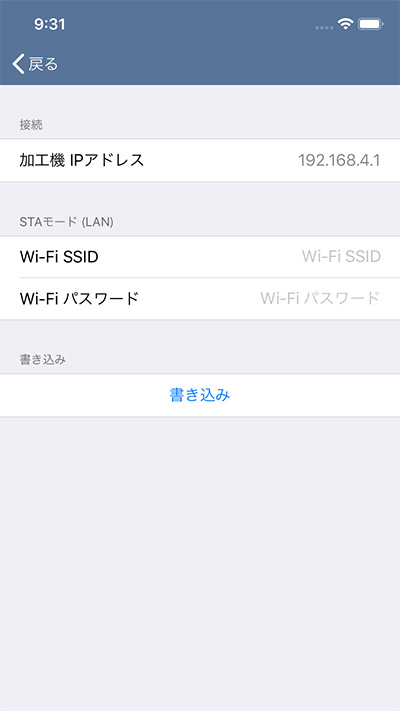 9:31
戻る
接続
加工機 IPアドレス 192.168.4.1
STAモード (LAN)
Wi-Fi SSID Wi-Fi SSID
Wi-Fi パスワード Wi-Fi パスワード
書き込み
書き込み